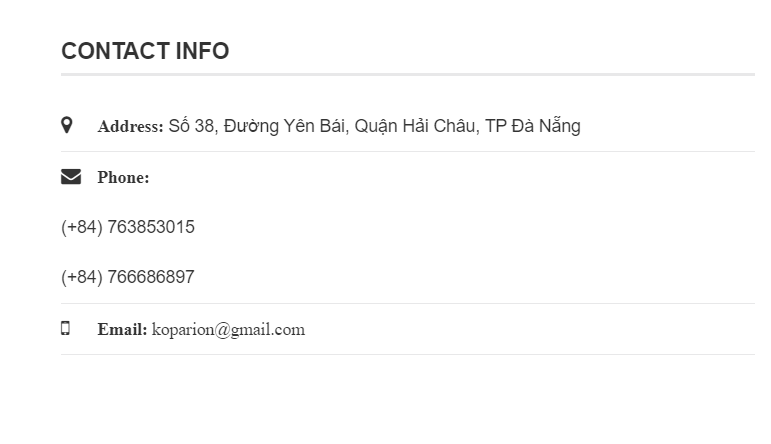 CONTACT INFO
Address: Số 38, Đường Yên Bái, Quận Hải Châu, TP Đà Nẵng
Phone:
(+84) 763853015
(+84) 766686897
Email: koparion@gmail.com